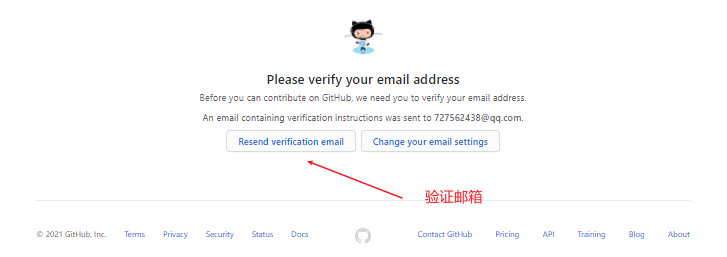 Please verify your email address
Before you can contribute on GitHub, we need you to verify your email address.
An email containing verification instructions was sent to 727562438@qq.com.
Resend verification email Change your email settings
验证邮箱
© 2021 GitHub, Inc. Terms Privacy Security Status Docs Contact GitHub Pricing API Training Blog About